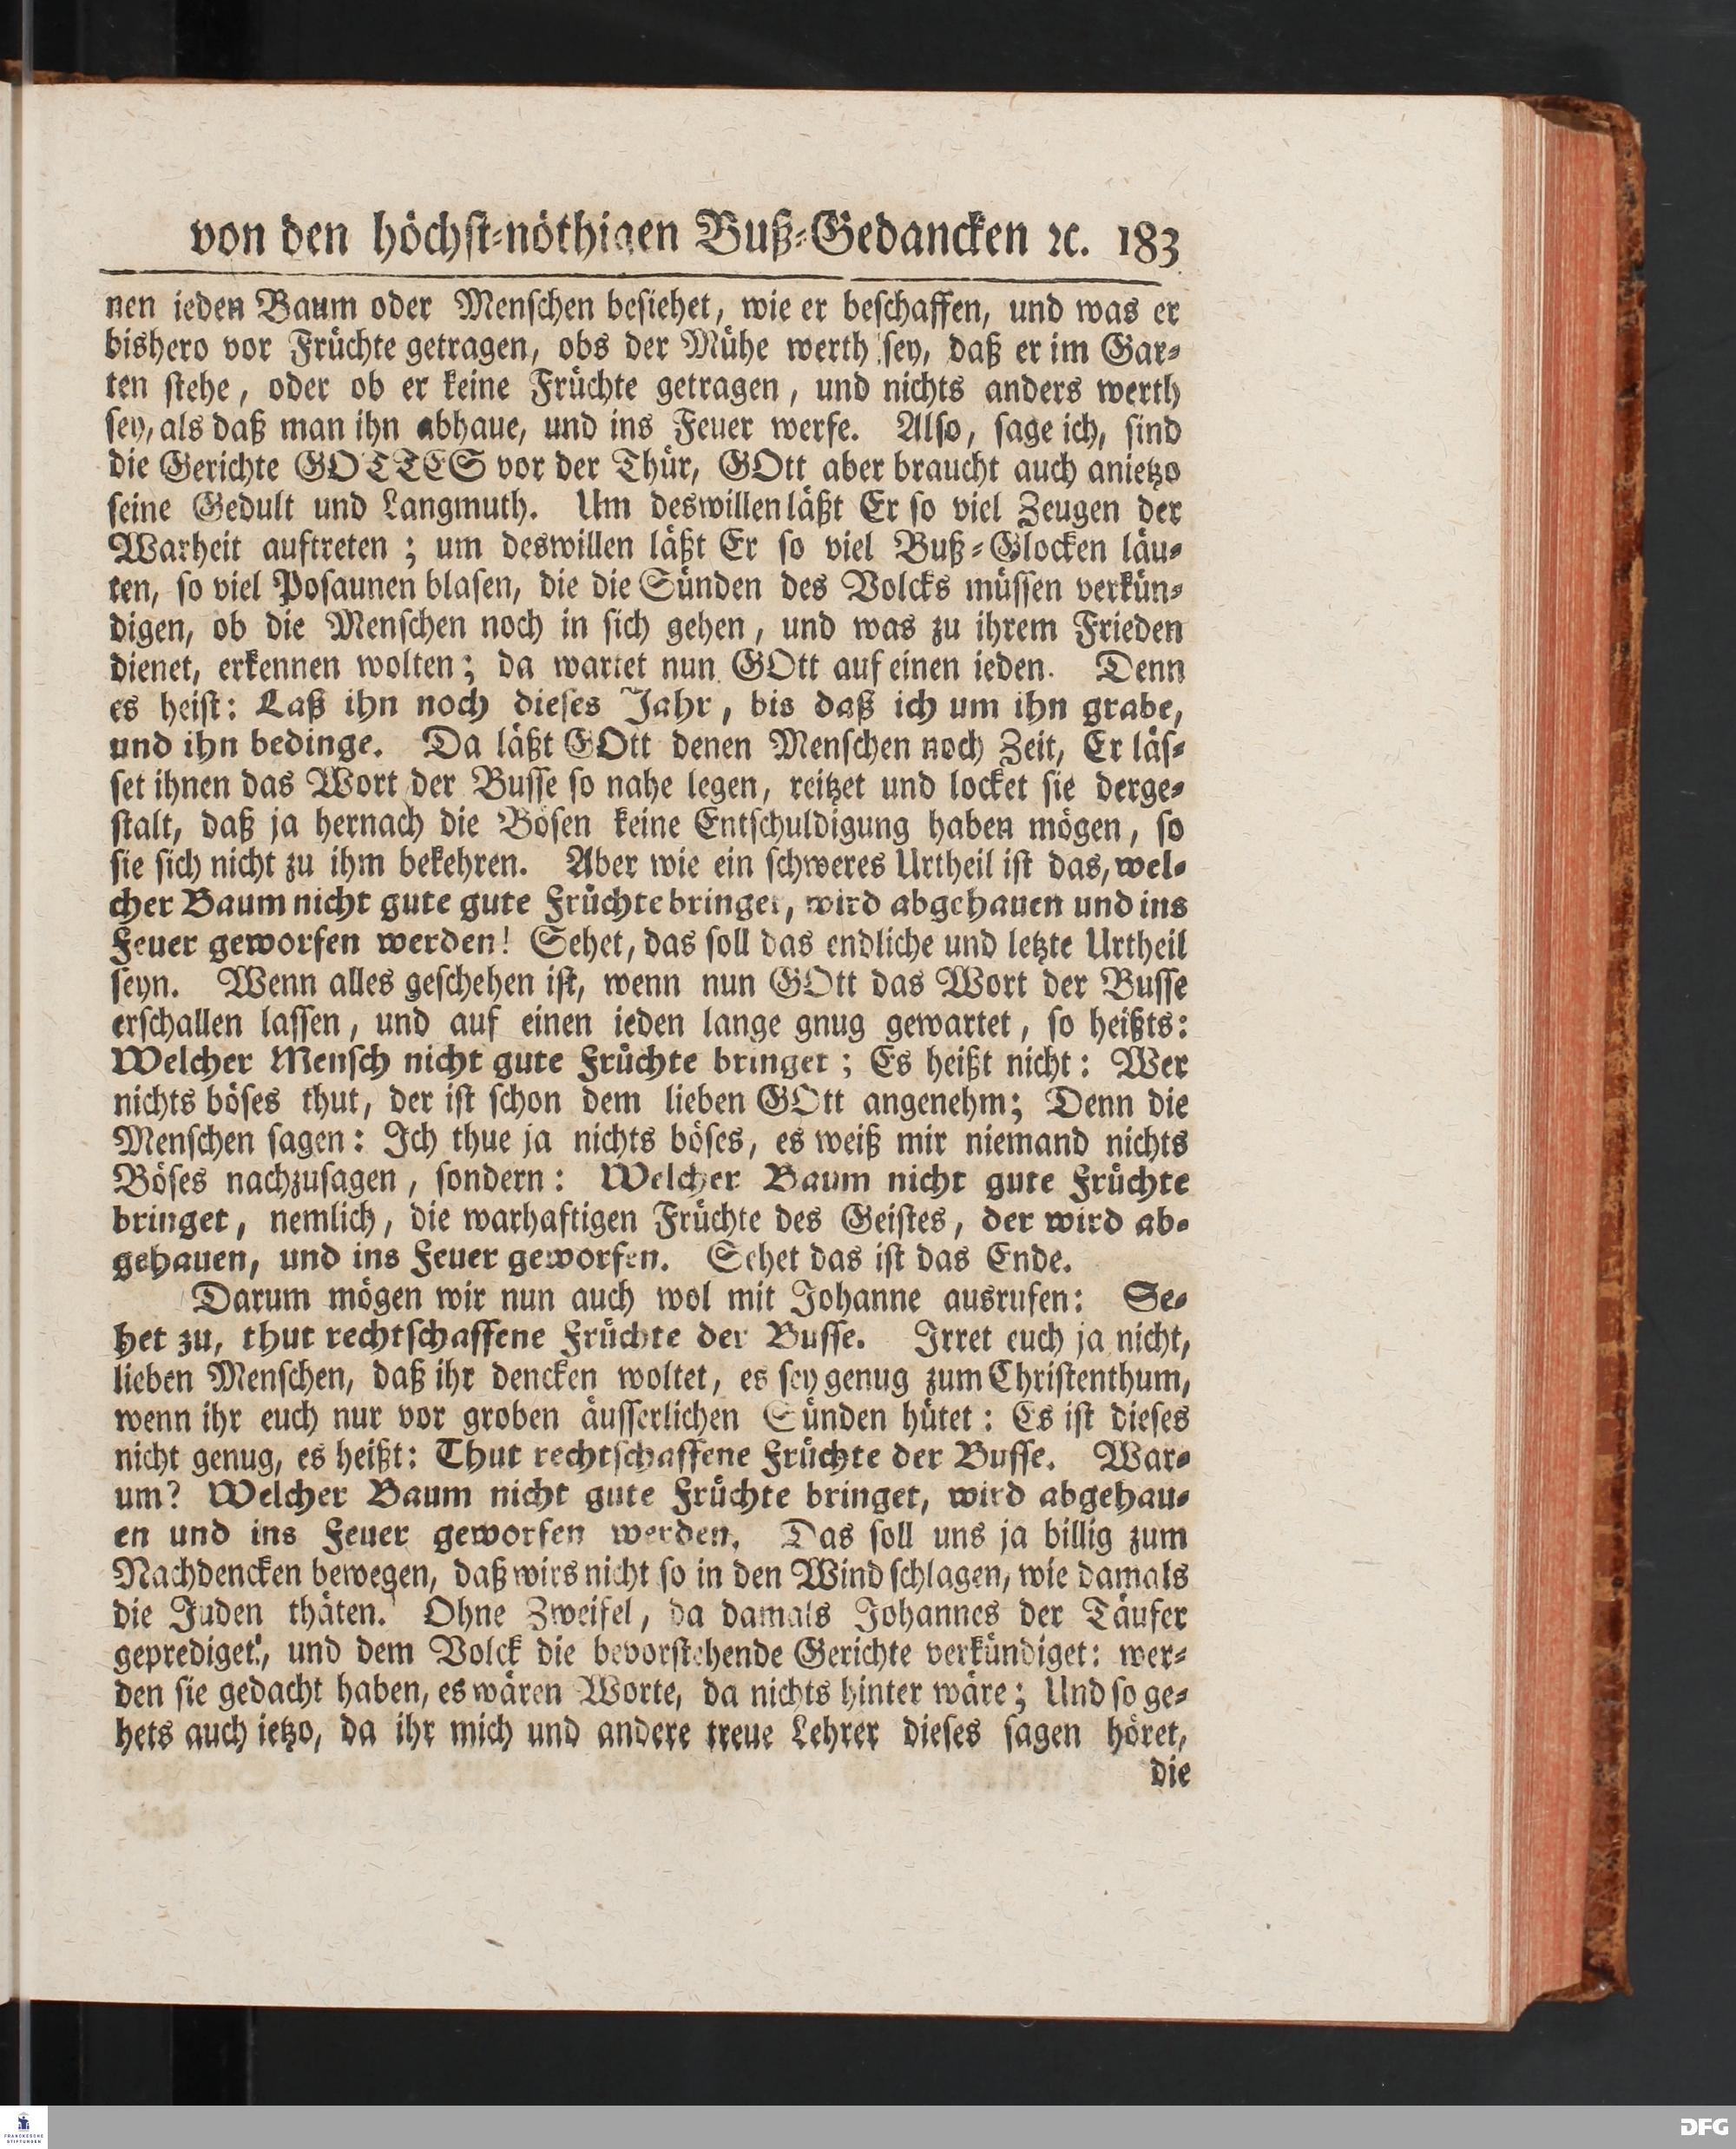 von den höchst-nöthigen Buß-Gedancken ꝛc. 183
nen ieden Baum oder Menschen besiehet, wie er beschaffen, und was er
bishero vor Früchte getragen, obs der Mühe werth sey, daß er im Gar-
ten stehe, oder ob er keine Früchte getragen, und nichts anders werth
sey, als daß man ihn abhaue, und ins Feuer werfe. Also, sage ich, sind
die Gerichte GOTTES vor der Thür, GOtt aber braucht auch anietzo
seine Gedult und Langmuth. Um deswillen läßt Er so viel Zeugen der
Warheit auftreten; um deswillen läßt Er so viel Buß-Glocken läu-
ten, so viel Posaunen blasen, die die Sünden des Volcks müssen verkün-
digen, ob die Menschen noch in sich gehen, und was zu ihrem Frieden
dienet, erkennen wolten; da wartet nun GOtt auf einen ieden. Denn
es heist: Laß ihn noch dieses Jahr, bis daß ich um ihn grabe,
und ihn bedinge. Da läßt GOtt denen Menschen noch Zeit, Er läs-
set ihnen das Wort der Busse so nahe legen, reitzet und locket sie derge-
stalt, daß ja hernach die Bösen keine Entschuldigung haben mögen, so
sie sich nicht zu ihm bekehren. Aber wie ein schweres Urtheil ist das, wel-
cher Baum nicht gute gute Früchte bringet, wird abgehauen und ins
Feuer geworfen werden! Sehet, das soll das endliche und letzte Urtheil
seyn. Wenn alles geschehen ist, wenn nun GOtt das Wort der Busse
erschallen lassen, und auf einen ieden lange gnug gewartet, so heißts:
Welcher Mensch nicht gute Früchte bringet; Es heißt nicht: Wer
nichts böses thut, der ist schon dem lieben GOtt angenehm; Denn die
Menschen sagen: Ich thue ja nichts böses, es weiß mir niemand nichts
Böses nachzusagen, sondern: Welcher Baum nicht gute Früchte
bringet, nemlich, die warhaftigen Früchte des Geistes, der wird ab-
gehauen, und ins Feuer geworfen. Sehet das ist das Ende.
Darum mögen wir nun auch wol mit Johanne ausrufen: Se-
het zu, thut rechtschaffene Früchte der Busse. Irret euch ja nicht,
lieben Menschen, daß ihr dencken woltet, es sey genug zum Christenthum,
wenn ihr euch nur vor groben äusserlichen Sünden hütet: Es ist dieses
nicht genug, es heißt: Thut rechtschaffene Früchte der Busse. War-
um? Welcher Baum nicht gute Früchte bringet, wird abgehau-
en und ins Feuer geworfen werden. Das soll uns ja billig zum
Nachdencken bewegen, daß wirs nicht so in den Wind schlagen, wie damals
die Juden thäten. Ohne Zweifel, da damals Johannes der Täufer
geprediget, und dem Volck die bevorstehende Gerichte verkündiget: wer-
den sie gedacht haben, es wären Worte, da nichts hinter wäre; Und so ge-
hets auch ietzo, da ihr mich und andere treue Lehrer dieses sagen höret,
die
FRANCKESCHE
STIFTUNGEN
DFG